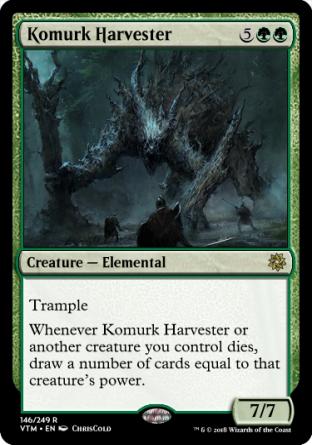 Komurk Harvester 5
Creature — Elemental
Trample
Whenever Komurk Harvester or
another creature you control dies,
draw a number of cards equal to that
creature's power.
7/7
146/249 R
VTM • EN ChrisCold
™ & © 2018 Wizards of the Coast